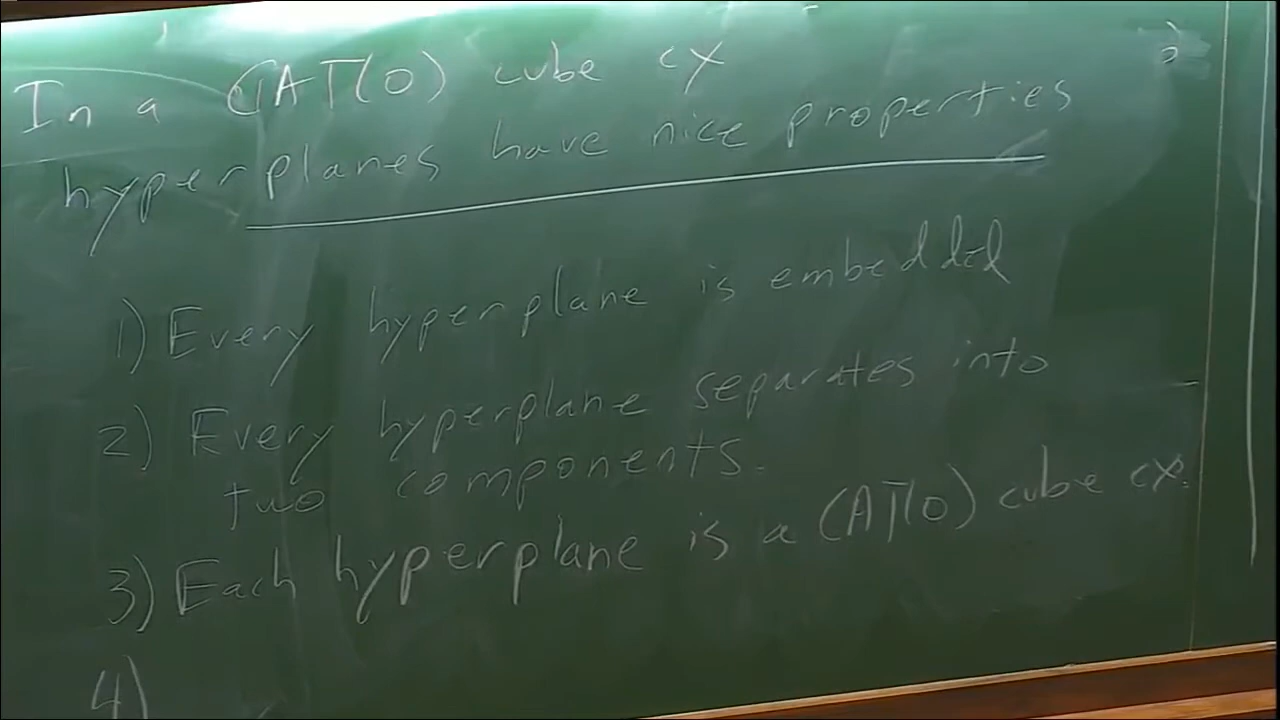 In a CAT(0) cube cx
hyperplanes have nice properties
1) Every hyperplane is embedded
2) Every hyperplane separates into
two components.
3) Each hyperplane is a CAT(0) cube cx.
4)